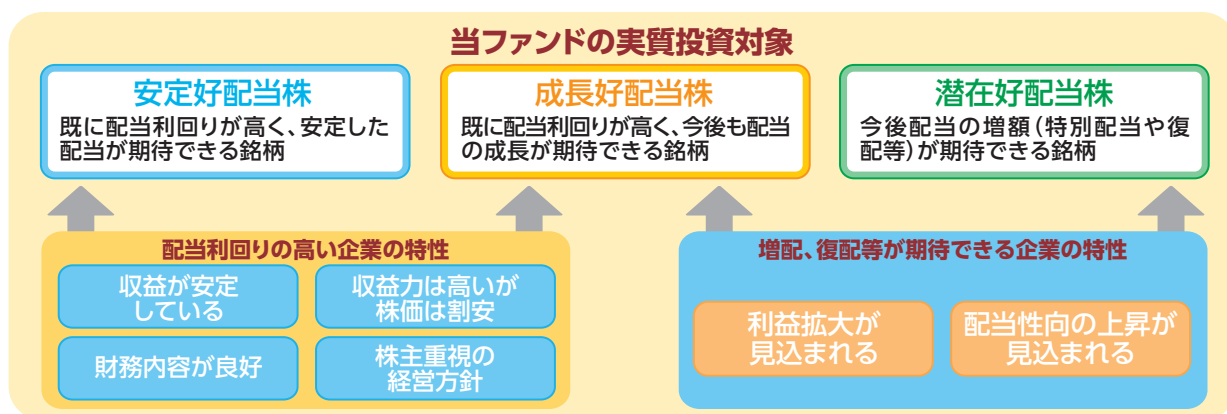 当ファンドの実質投資対象
安定好配当株
既に配当利回りが高く、安定した
配当が期待できる銘柄
成長好配当株
既に配当利回りが高く、今後も配当
の成長が期待できる銘柄
潜在好配当株
今後配当の増額(特別配当や復
配等)が期待できる銘柄
配当利回りの高い企業の特性
収益が安定
している
収益力は高いが
株価は割安
財務内容が良好
株主重視の
経営方針
増配、復配等が期待できる企業の特性
利益拡大が
見込まれる
配当性向の上昇が
見込まれる